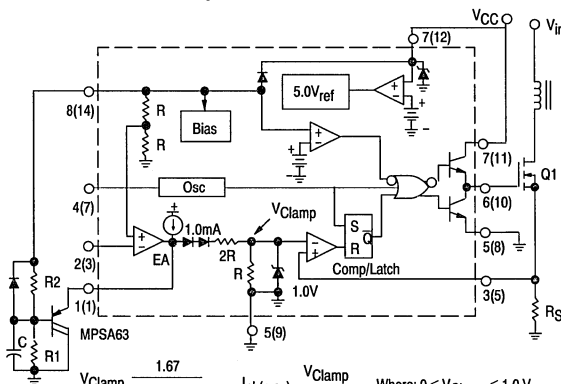 VCC
Vin
7(12)
5.0Vref
8(14)
R
Bias
R
7(11)
Q1
4(7)
Osc
6(10)
VClamp
1.0mA
S
Q
R
2(3)
EA
2R
R
1.0V
Comp/Latch
5(8)
3(5)
R2
1(1)
MPSA63
5(9)
RS
C
R1
1.67
VClamp
VClamp
Where: 0 ≤ V ≤ 1.0 V